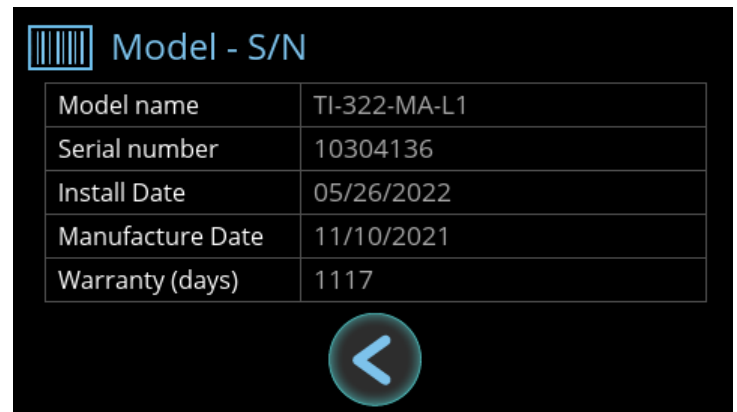 Model - S/N
Model name TI-322-MA-L1
Serial number 10304136
Install Date 05/26/2022
Manufacture Date 11/10/2021
Warranty (days) 1117